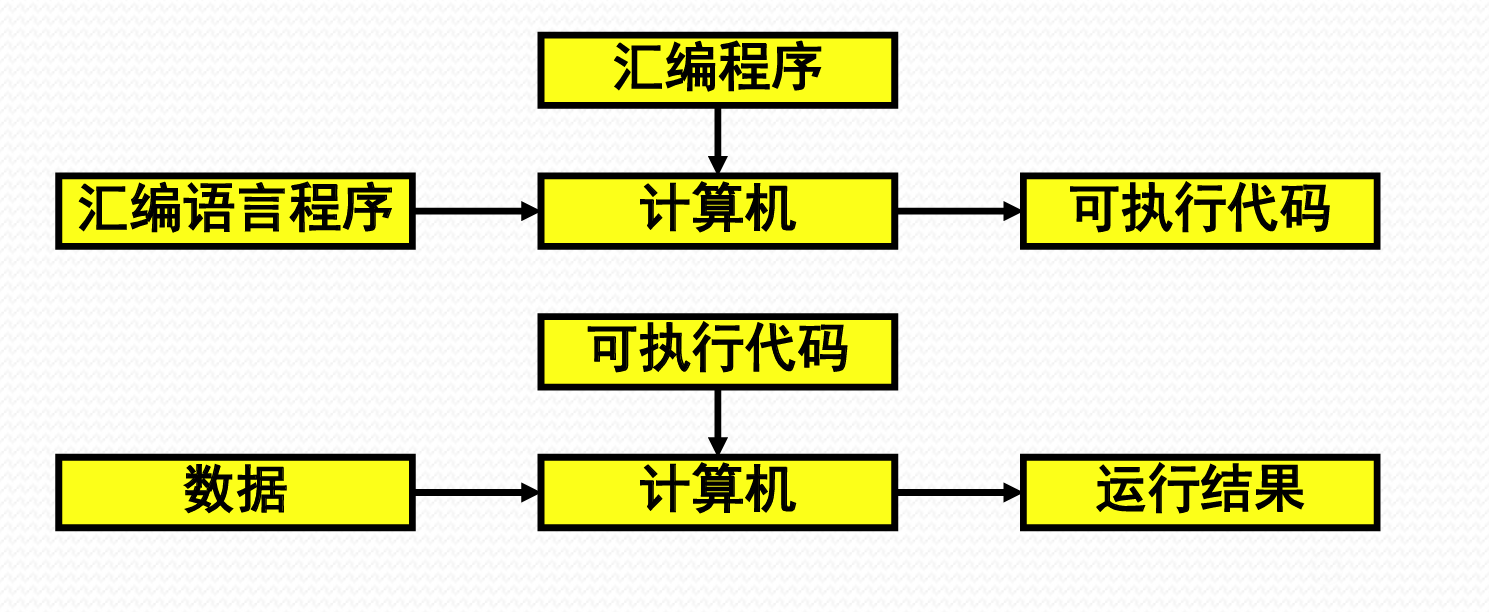 汇编程序
汇编语言程序
计算机
可执行代码
可执行代码
数据
计算机
运行结果